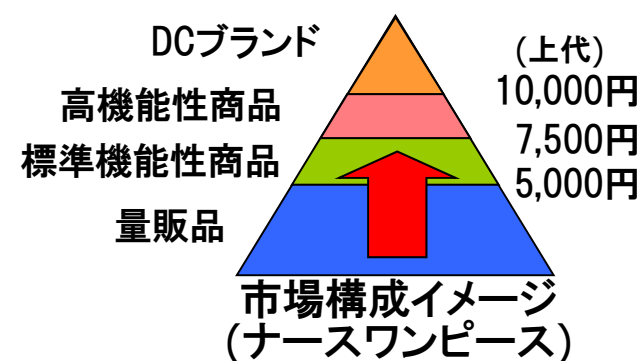 DCブランド
(上代)
高機能性商品
10,000円
標準機能性商品
7,500円
5,000円
量販品
市場構成イメージ
(ナースワンピース)